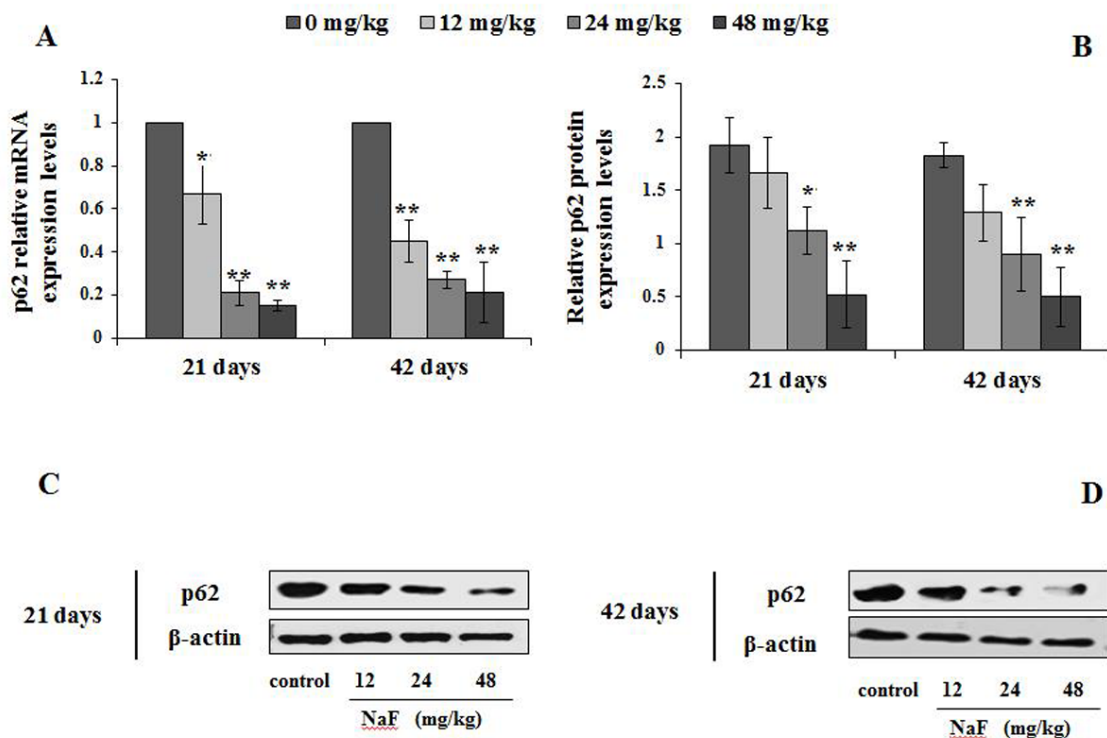 0 mg/kg 12 mg/kg 24 mg/kg 48 mg/kg
A
p62 relative mRNA
expression levels
1.2
1
0.8
0.6
0.4
0.2
0
*
**
**
**
**
**
21 days 42 days
B
Relative p62 protein
expression levels
2.5
2
1.5
1
0.5
0
*
**
**
**
21 days 42 days
C
21 days
p62
β-actin
control 12 24 48
NaF (mg/kg)
D
42 days
p62
β-actin
control 12 24 48
NaF (mg/kg)